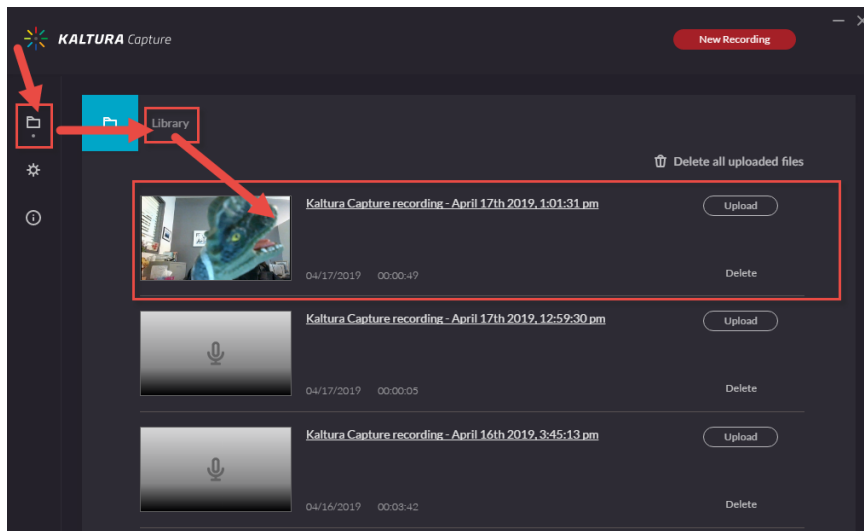 KALTURA Capture
New Recording
Library
Delete all uploaded files
Kaltura Capture recording - April 17th 2019, 1:01:31 pm
Upload
04/17/2019 00:00:49
Delete
Kaltura Capture recording - April 17th 2019, 12:59:30 pm
Upload
04/17/2019 00:00:05
Delete
Kaltura Capture recording - April 16th 2019, 3:45:13 pm
Upload
04/16/2019 00:03:42
Delete